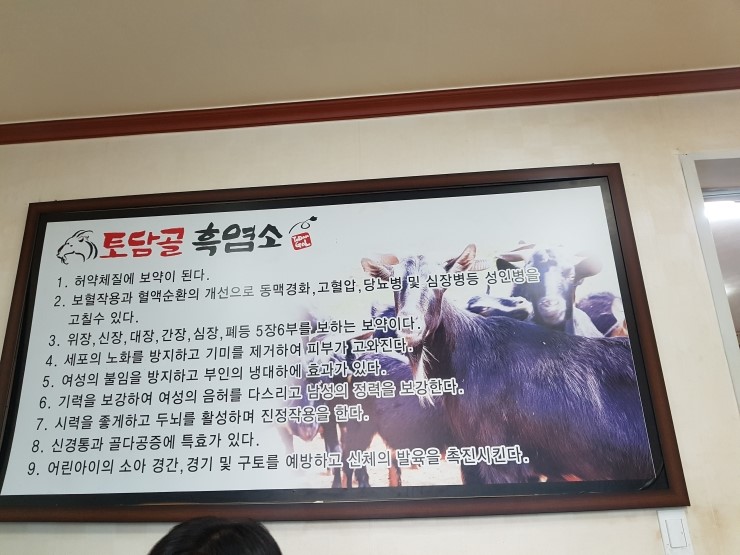 토담골 흑염소
1. 허약체질에 보약이 된다.
2. 보혈작용과 혈액순환의 개선으로 동맥경화,고혈압,당뇨병 및 심장병등 성인병을
고칠수 있다.
3. 위장,신장,대장,간장,심장,폐등 5장6부를 보하는 보약이다.
4. 세포의 노화를 방지하고 기미를 제거하여 피부가 고와진다.
5. 여성의 불임을 방지하고 부인의 냉대하에 효과가 있다.
6. 기력을 보강하여 여성의 음허를 다스리고 남성의 정력을 보강한다.
7. 시력을 좋게하고 두뇌를 활성하며 진정작용을 한다.
8. 신경통과 골다공증에 특효가 있다.
9. 어린아이의 소아 경간,경기 및 구토를 예방하고 신체의 발육을 촉진시킨다.